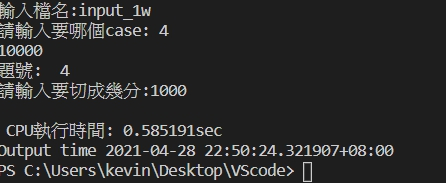 輸入檔名:input_1w
請輸入要哪個case: 4
10000
題號:  4
請輸入要切成幾分:1000
CPU執行時間: 0.585191sec
Output time 2021-04-28 22:50:24.321907+08:00
PS C:\Users\kevin\Desktop\VScode>